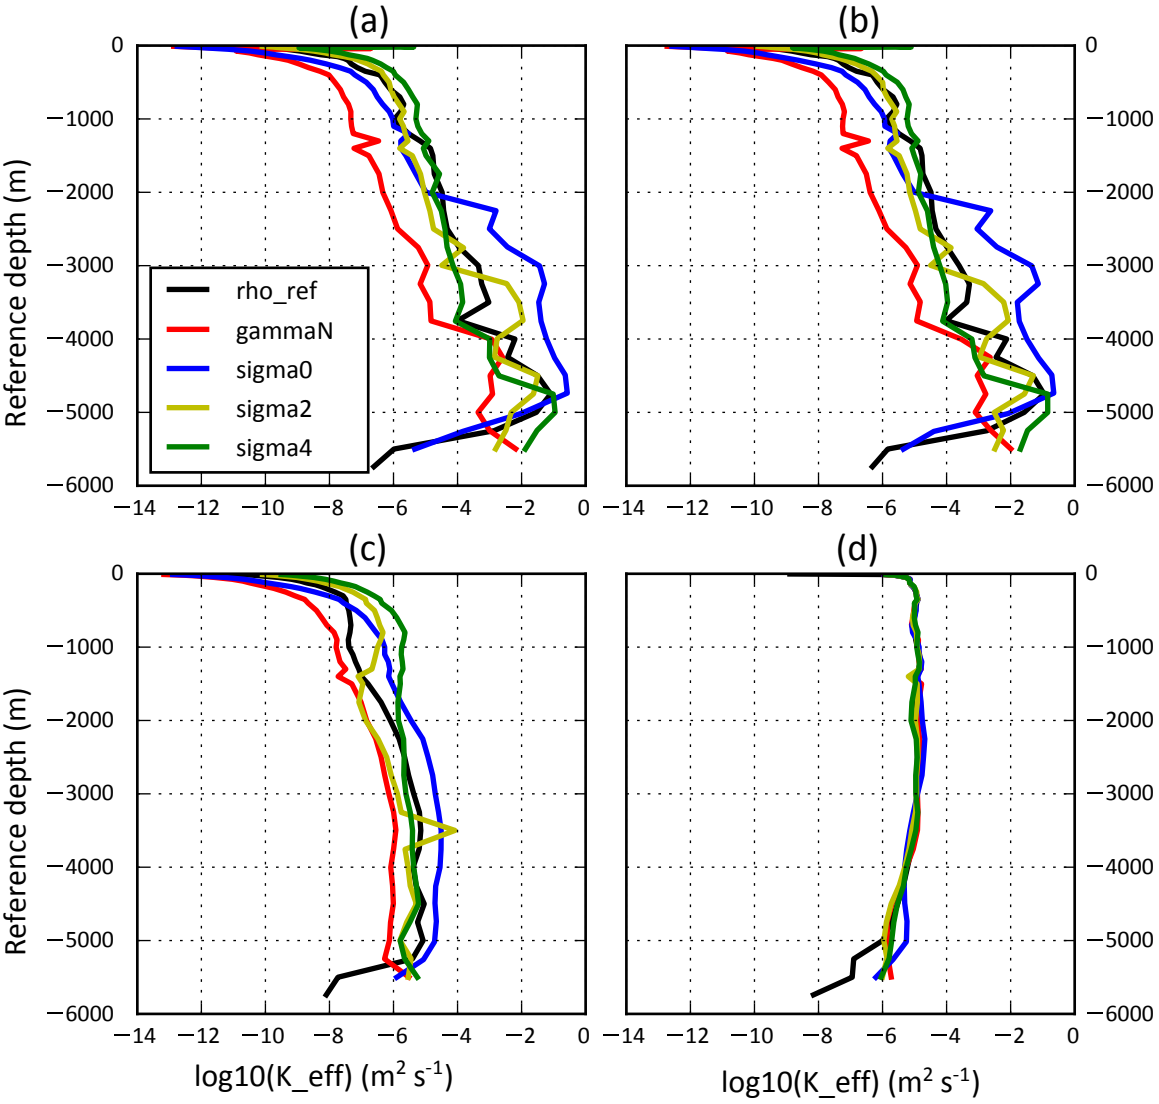 (a) (b)
0 0
−1000 −1000
−2000 −2000
−3000 −3000
−4000 −4000
−5000 −5000
−6000 −6000
Reference depth (m)
rho_ref
gammaN
sigma0
sigma2
sigma4
−14 −12 −10 −8 −6 −4 −2 0 −14 −12 −10 −8 −6 −4 −2 0
(c) (d)
0 0
−1000 −1000
−2000 −2000
−3000 −3000
−4000 −4000
−5000 −5000
−6000 −6000
Reference depth (m)
−14 −12 −10 −8 −6 −4 −2 0 −14 −12 −10 −8 −6 −4 −2 0
log10(K_eff) (m² s⁻¹) log10(K_eff) (m² s⁻¹)